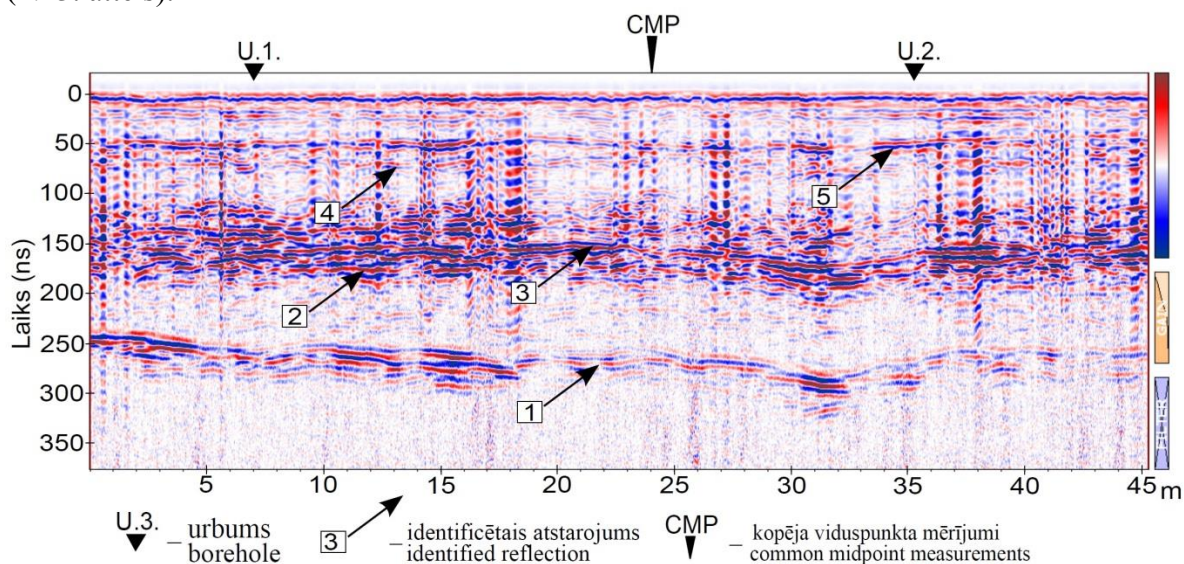 CMP
U.1. U.2.
0
50
100
150
200
250
300
350
Laiks (ns)
4
5
2
3
1
5 10 15 20 25 30 35 40 45 m
U.3. – urbums
borehole
3 – identificētais atstarojums
identified reflection
CMP – kopēja viduspunkta mērījumi
common midpoint measurements